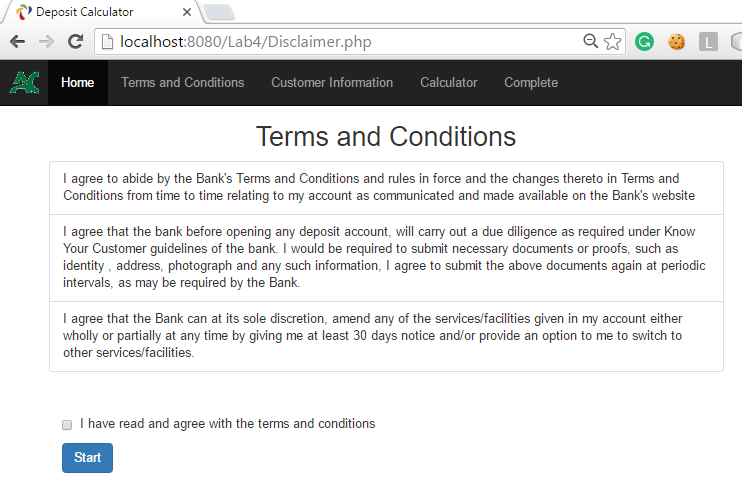 Deposit Calculator
localhost:8080/Lab4/Disclaimer.php
AC Home Terms and Conditions Customer Information Calculator Complete
Terms and Conditions
I agree to abide by the Bank's Terms and Conditions and rules in force and the changes thereto in Terms and
Conditions from time to time relating to my account as communicated and made available on the Bank's website
I agree that the bank before opening any deposit account, will carry out a due diligence as required under Know
Your Customer guidelines of the bank. I would be required to submit necessary documents or proofs, such as
identity , address, photograph and any such information, I agree to submit the above documents again at periodic
intervals, as may be required by the Bank.
I agree that the Bank can at its sole discretion, amend any of the services/facilities given in my account either
wholly or partially at any time by giving me at least 30 days notice and/or provide an option to me to switch to
other services/facilities.
I have read and agree with the terms and conditions
Start